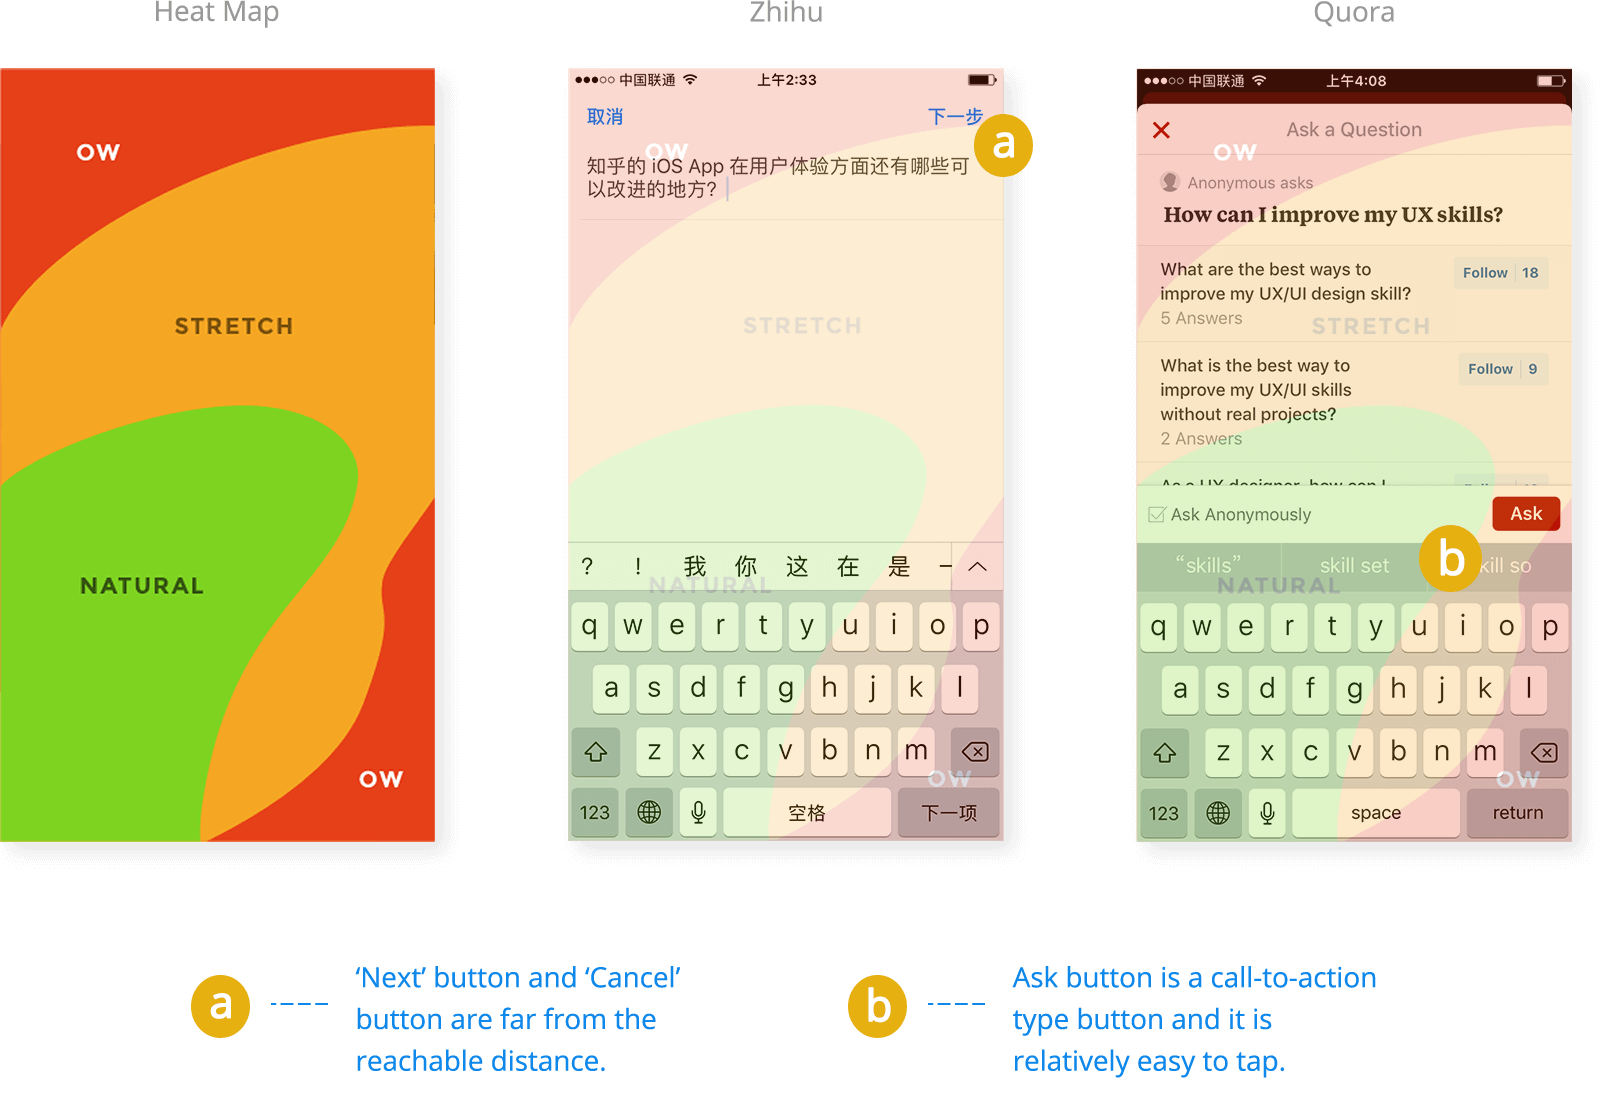 Heat Map
Zhihu
Quora
OW
STRETCH
NATURAL
OW
中国联通
上午2:33
取消
下一步
OW
a
知乎的 iOS App 在用户体验方面还有哪些可
以改进的地方?
STRETCH
? ! 我 你 这 在 是
NATURAL
q w e r t y u i o p
a s d f g h j k l
z x c v b n m
OW
123 空格 下一项
中国联通
上午4:08
Ask a Question
OW
Anonymous asks
How can I improve my UX skills?
What are the best ways to
improve my UX/UI design skill?
5 Answers
Follow 18
STRETCH
What is the best way to
improve my UX/UI skills
without real projects?
2 Answers
Follow 9
As a UX designer, how can I
Ask Anonymously
Ask
“skills” skill set kill so
b
NATURAL
q w e r t y u i o p
a s d f g h j k l
z x c v b n m
OW
123 space return
a
‘Next’ button and ‘Cancel’
button are far from the
reachable distance.
b
Ask button is a call-to-action
type button and it is
relatively easy to tap.